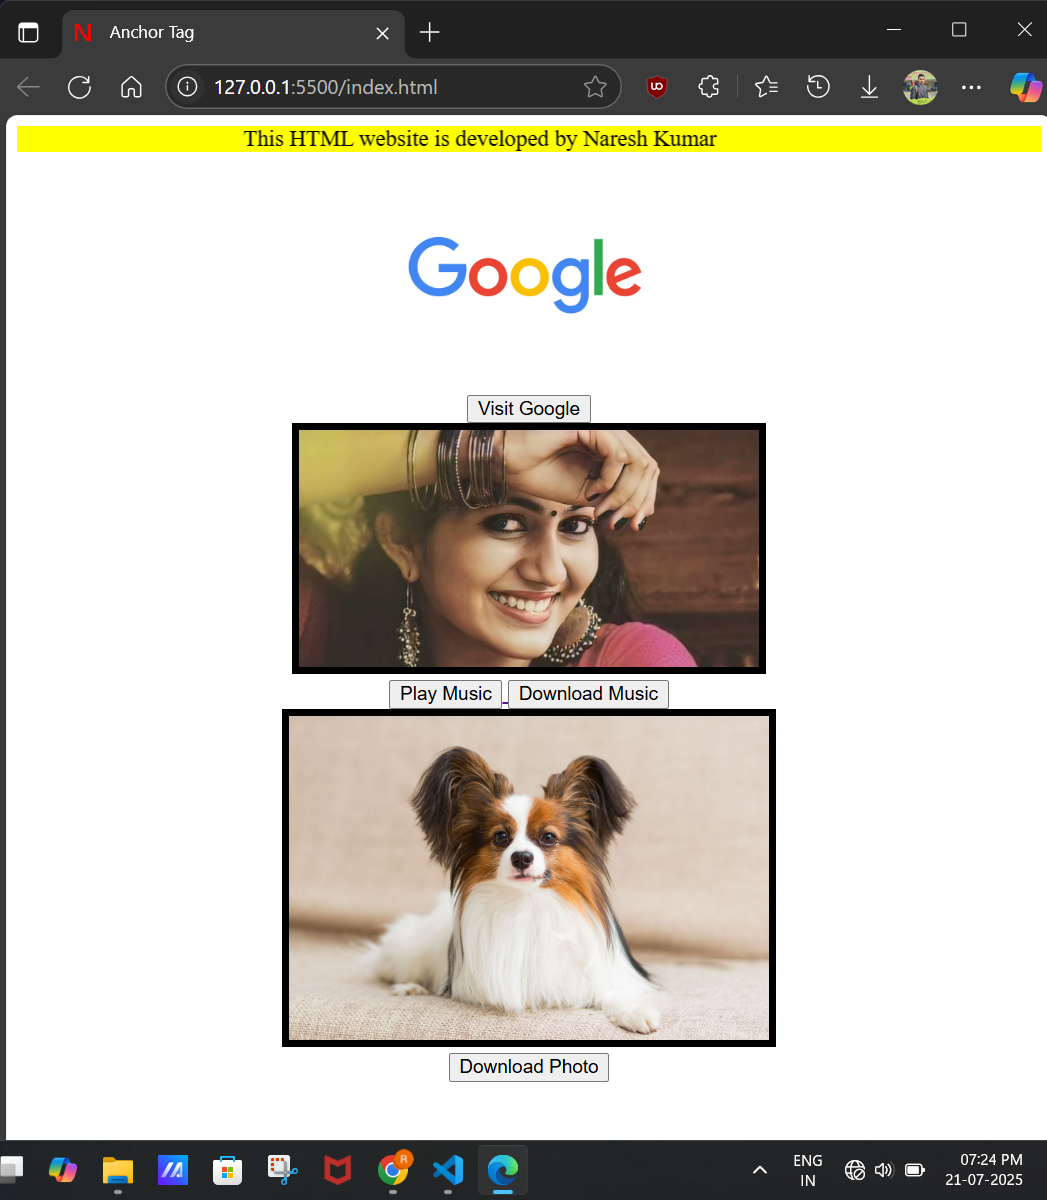 Anchor Tag
127.0.0.1:5500/index.html
This HTML website is developed by Naresh Kumar
Google
Visit Google
Play Music Download Music
Download Photo
R
ENG
IN
07:24 PM
21-07-2025